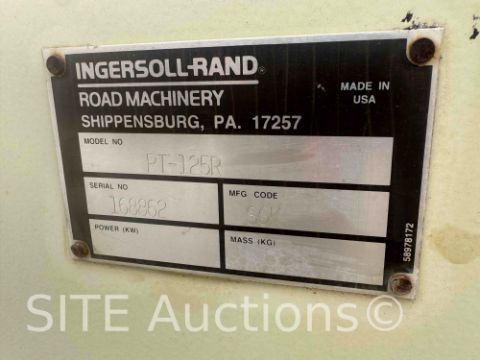 INGERSOLL-RAND®
ROAD MACHINERY
SHIPPENSBURG, PA. 17257
MADE IN
USA
MODEL NO
PT-125R
SERIAL NO
168862
MFG CODE
POWER (KW)
MASS (KG)
58978172
SITE Auctions©